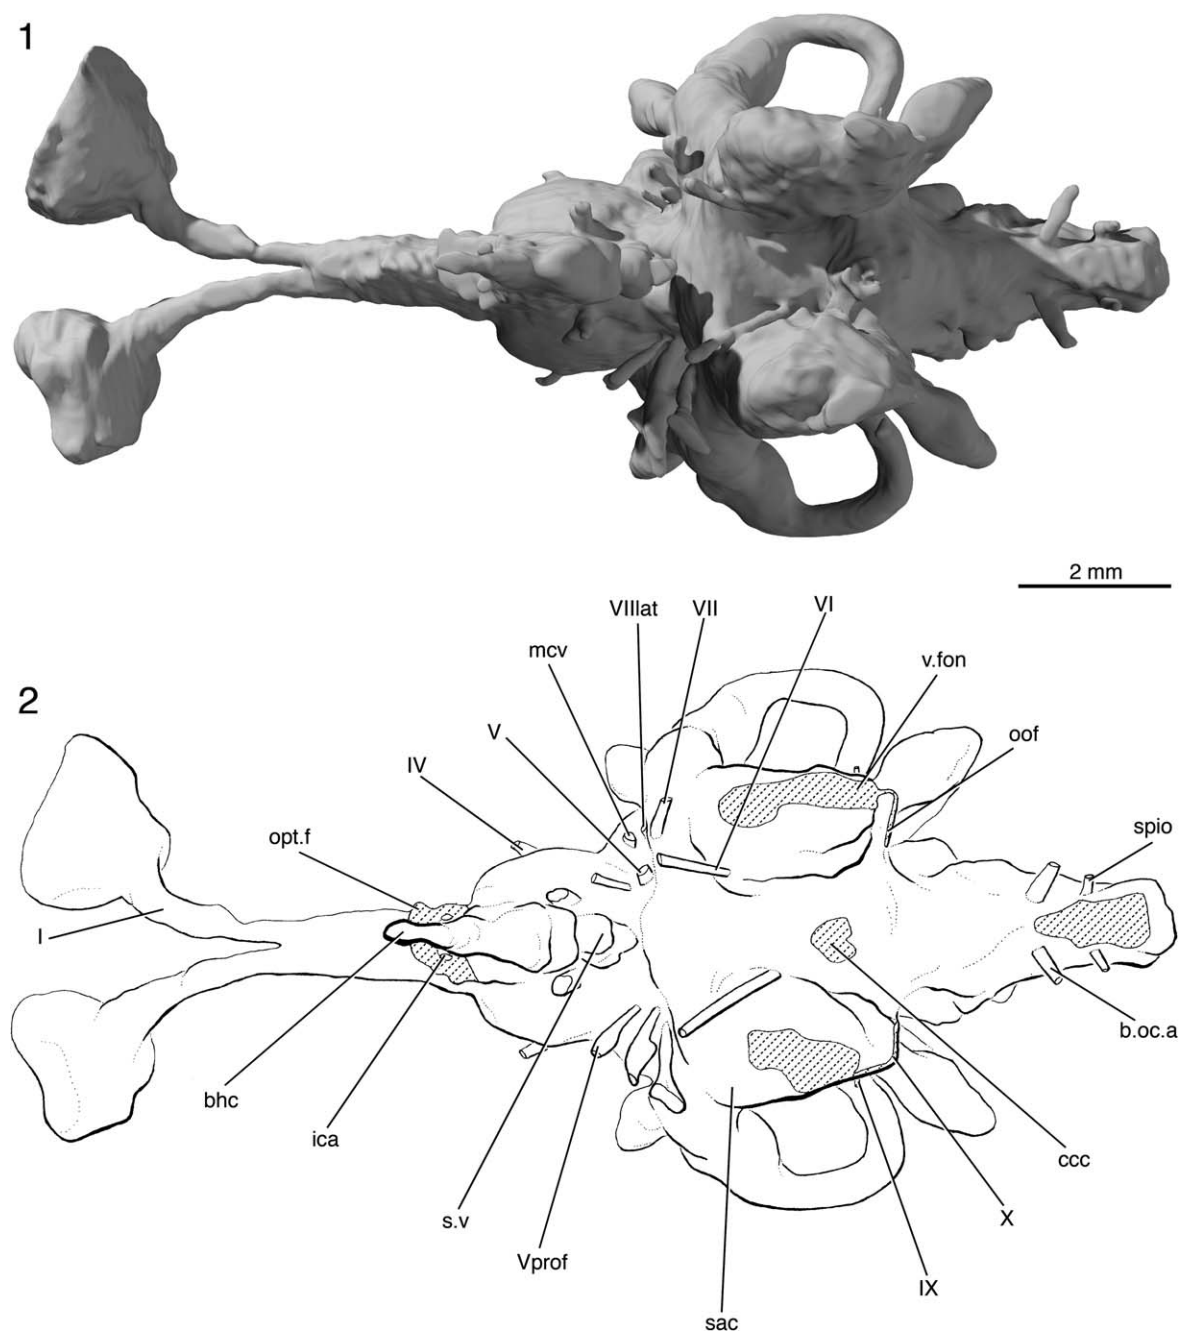 1
2 mm
VIIIlat VII VI
mcv
v.fon
2
V
oof
IV
spio
opt.f
I
b.oc.a
bhc
ica
ccc
s.v
X
Vprof
IX
sac